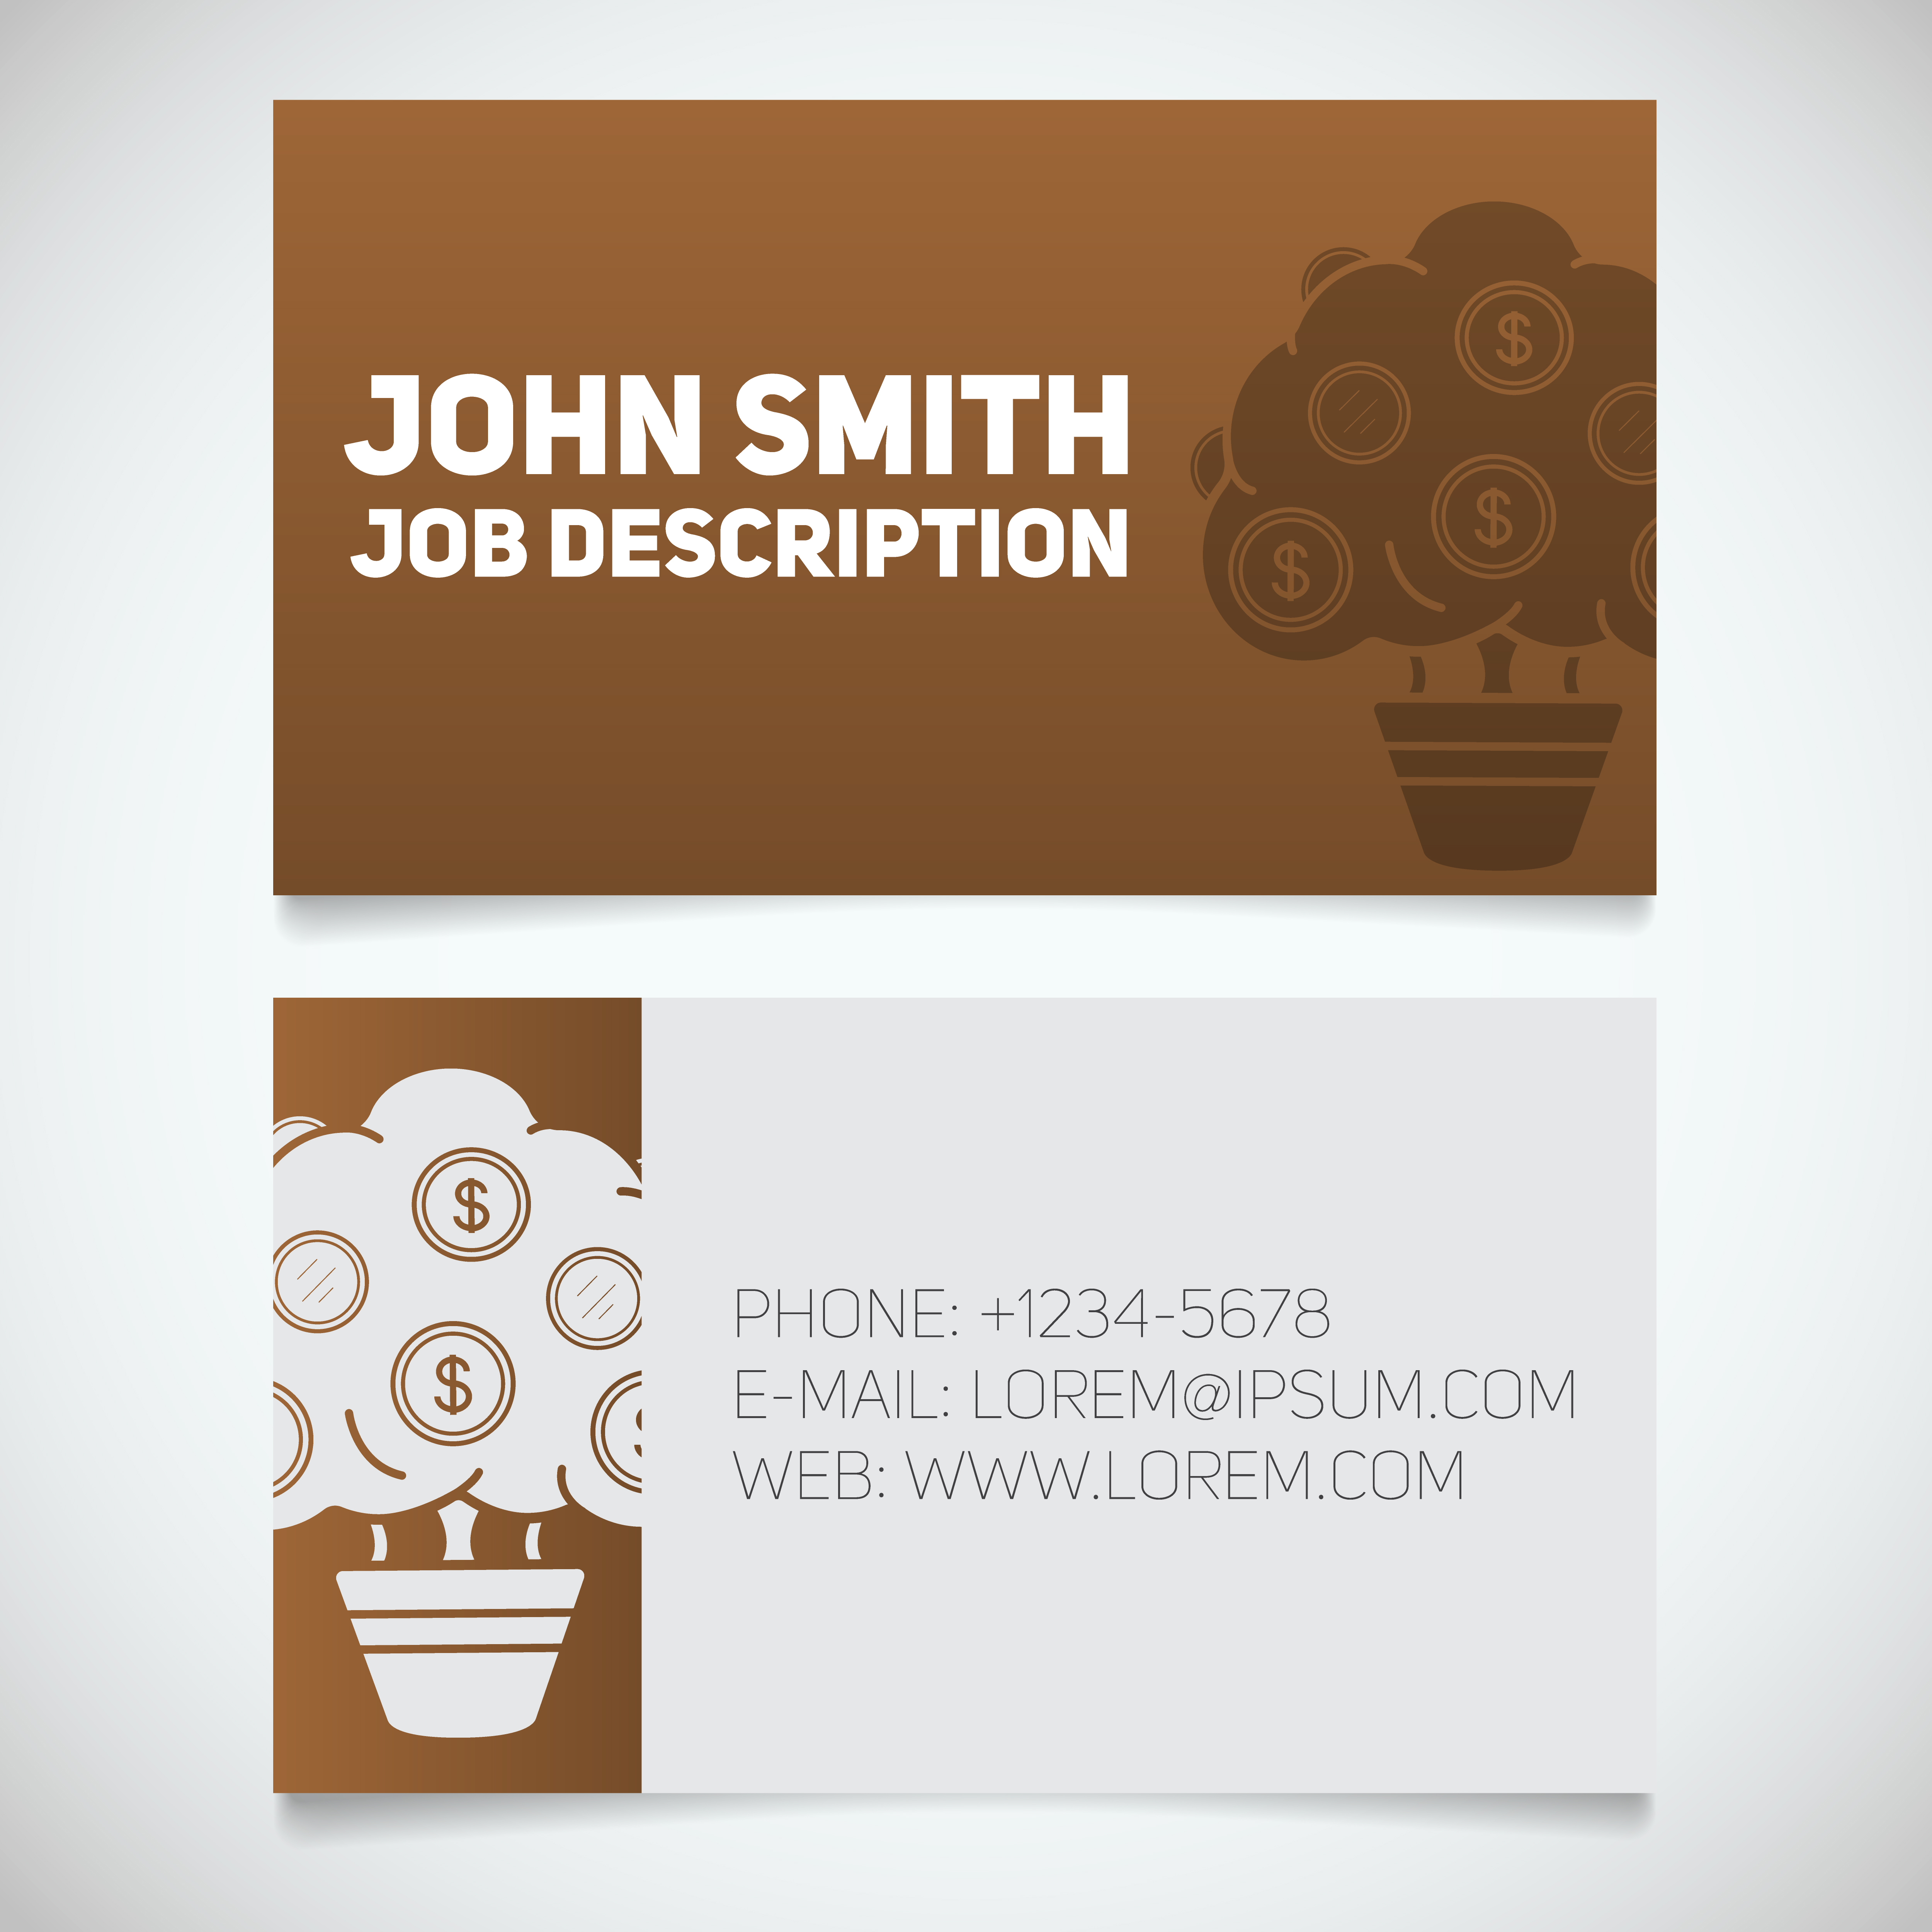 JOHN SMITH
JOB DESCRIPTION
$
$
$
$
$
PHONE: +1234-5678
E-MAIL: LOREM@IPSUM.COM
WEB: WWW.LOREM.COM